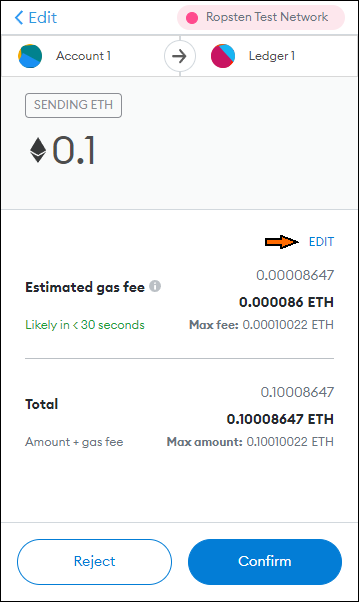 Edit
Ropsten Test Network
Account 1
Ledger 1
SENDING ETH
0.1
EDIT
0.00008647
Estimated gas fee
0.000086 ETH
Likely in < 30 seconds
Max fee: 0.00010022 ETH
0.10008647
Total
0.10008647 ETH
Amount + gas fee
Max amount: 0.10010022 ETH
Reject
Confirm